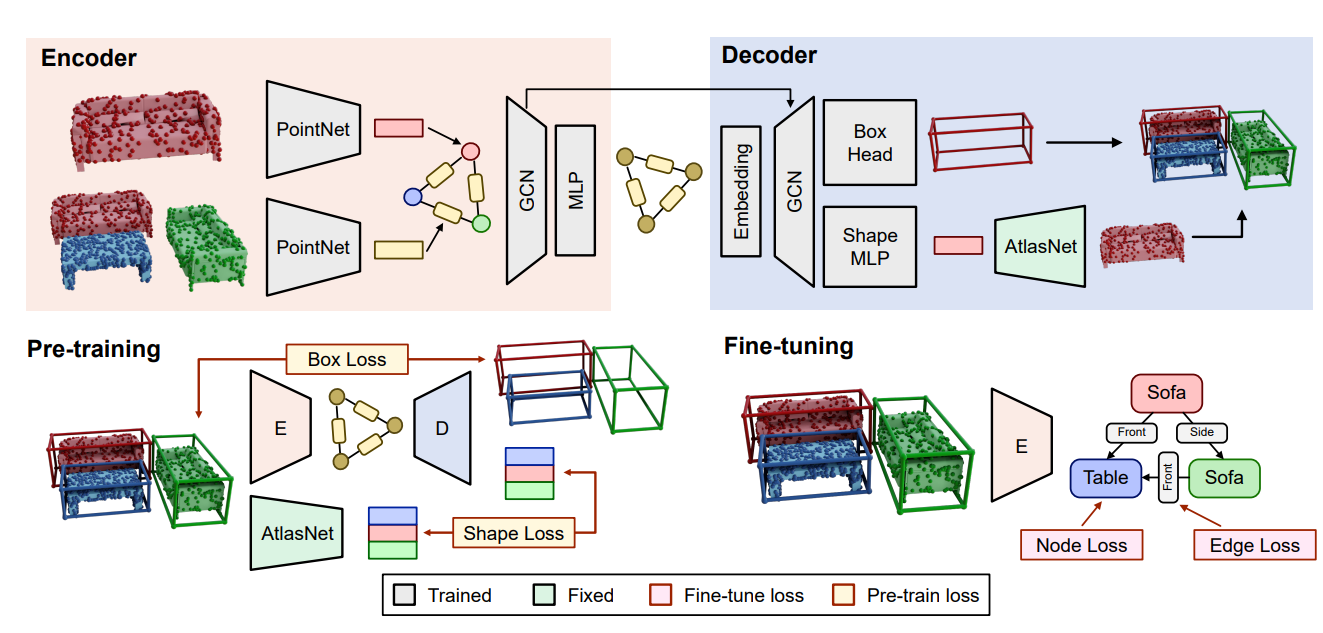 Encoder
PointNet
PointNet
GCN
MLP
Decoder
Embedding
GCN
Box
Head
Shape
MLP
AtlasNet
Pre-training
Box Loss
E
D
AtlasNet
Shape Loss
Fine-tuning
E
Sofa
Front
Side
Table
Front
Sofa
Node Loss
Edge Loss
Trained
Fixed
Fine-tune loss
Pre-train loss